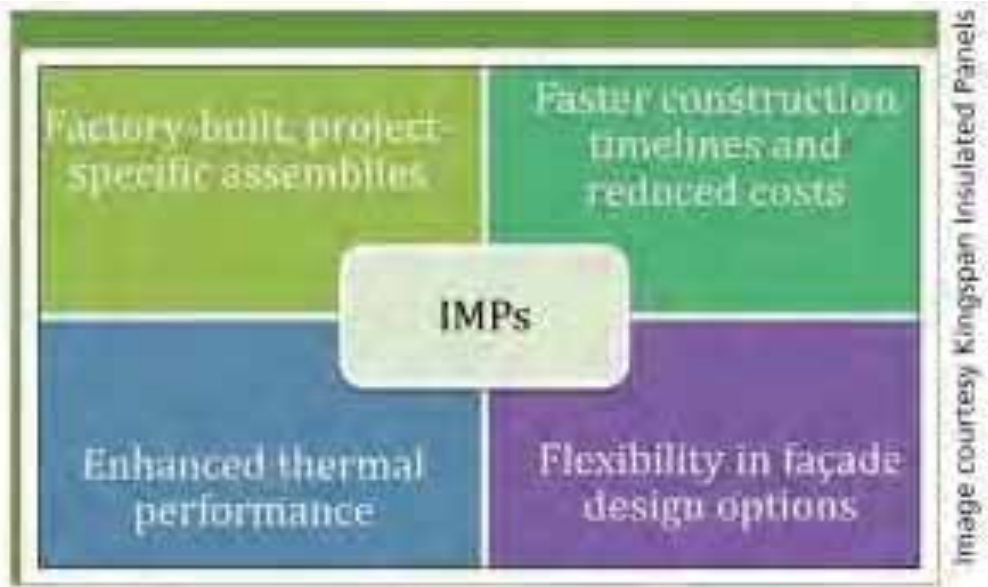 Factory-built, project-
specific assemblies
Faster construction
timelines and
reduced costs
IMPs
Enhanced thermal
performance
Flexibility in façade
design options
Image courtesy Kingspan Insulated Panels